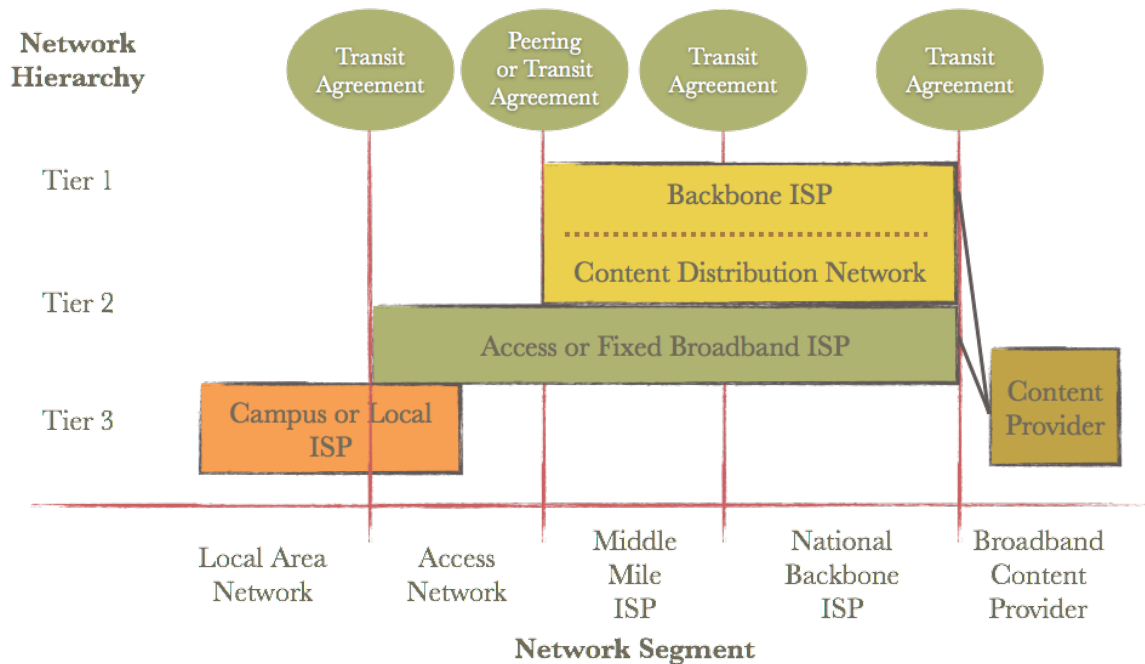 Network
Hierarchy
Transit
Agreement
Peering
or Transit
Agreement
Transit
Agreement
Transit
Agreement
Tier 1
Backbone ISP
Content Distribution Network
Tier 2
Access or Fixed Broadband ISP
Tier 3
Campus or Local
ISP
Content
Provider
Local Area
Network
Access
Network
Middle
Mile
ISP
National
Backbone
ISP
Broadband
Content
Provider
Network Segment